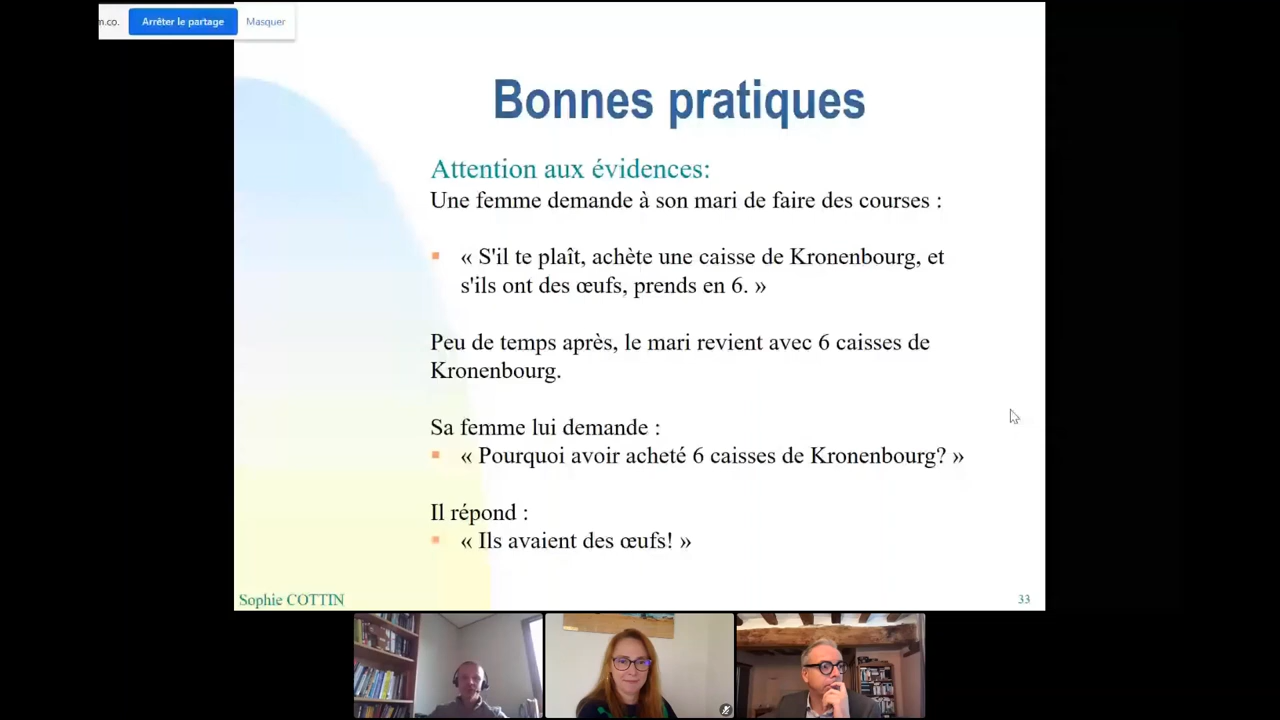 m.co.
Arrêter le partage
Masquer
Bonnes pratiques
Attention aux évidences:
Une femme demande à son mari de faire des courses :
« S'il te plaît, achète une caisse de Kronenbourg, et
s'ils ont des œufs, prends en 6. »
Peu de temps après, le mari revient avec 6 caisses de
Kronenbourg.
Sa femme lui demande :
« Pourquoi avoir acheté 6 caisses de Kronenbourg? »
Il répond :
« Ils avaient des œufs! »
Sophie COTTIN
33